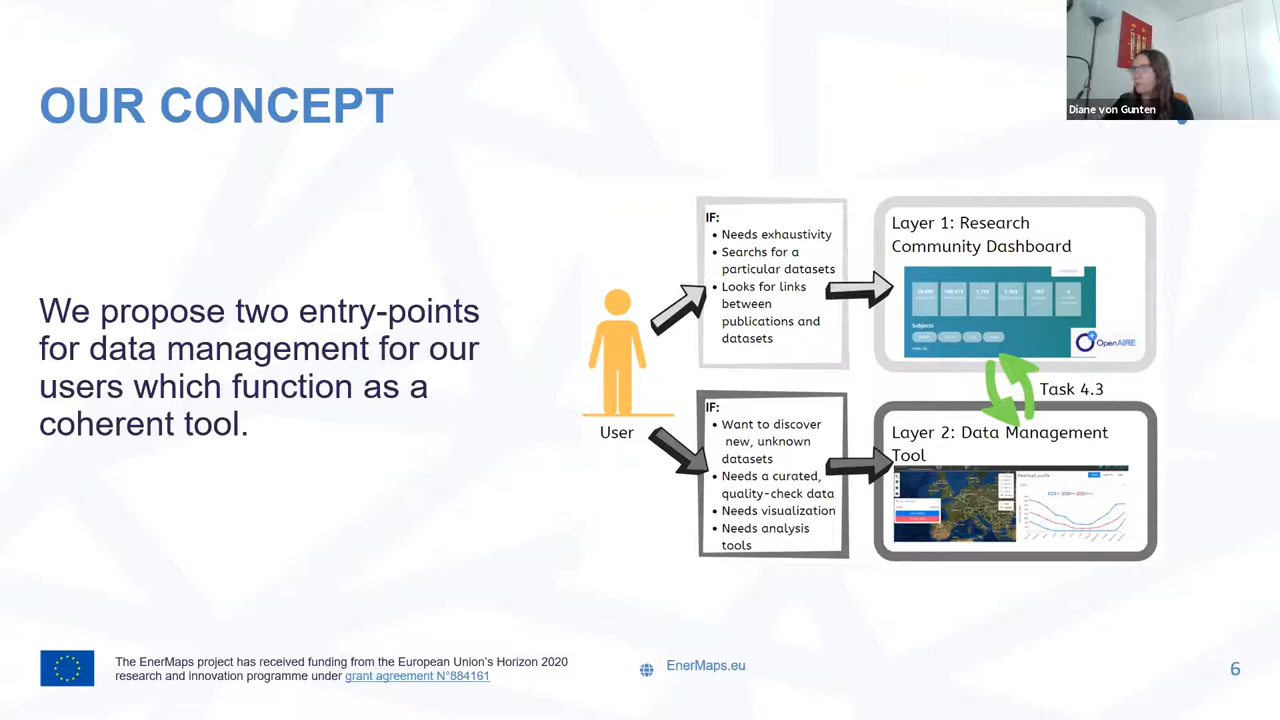 Diane von Gunten
OUR CONCEPT
We propose two entry-points
for data management for our
users which function as a
coherent tool.
User
IF:
• Needs exhaustivity
• Searchs for a
particular datasets
• Looks for links
between
publications and
datasets
Layer 1: Research
Community Dashboard
Subjects
OpenAIRE
Task 4.3
IF:
• Want to discover
new, unknown
datasets
• Needs a curated,
quality-check data
• Needs visualization
• Needs analysis
tools
Layer 2: Data Management
Tool
The EnerMaps project has received funding from the European Union's Horizon 2020
research and innovation programme under grant agreement N°884161
EnerMaps.eu
6